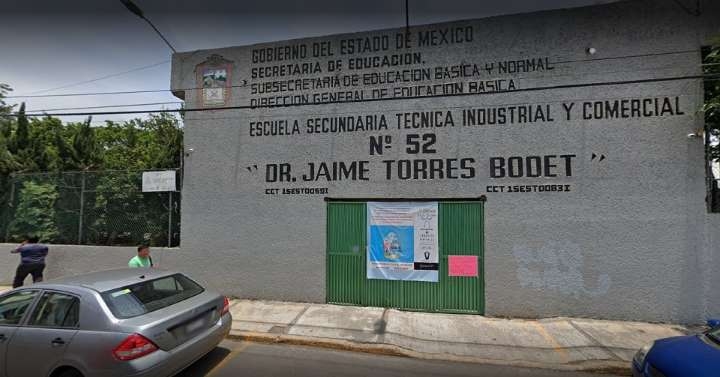 GOBIERNO DEL ESTADO DE MEXICO
SECRETARIA DE EDUCACION.
SUBSECRETARIA DE EDUCACION BASICA Y NORMAL
DIRECCION GENERAL DE EDUCACION BASICA
ESCUELA SECUNDARIA TECNICA INDUSTRIAL Y COMERCIAL
Nº 52
"DR. JAIME TORRES BODET"
CCT 15EST0059I CCT 15EST0083I